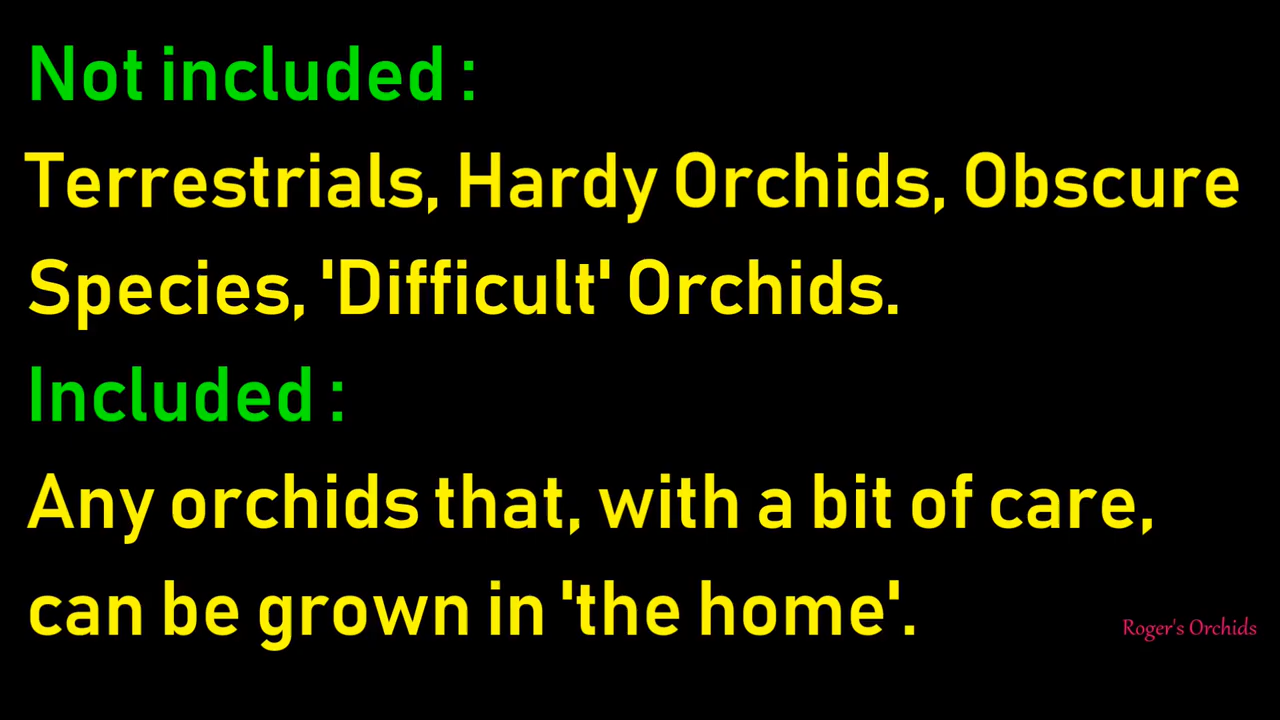 Not included :
Terrestrials, Hardy Orchids, Obscure
Species, 'Difficult' Orchids.
Included :
Any orchids that, with a bit of care,
can be grown in 'the home'.
Roger's Orchids